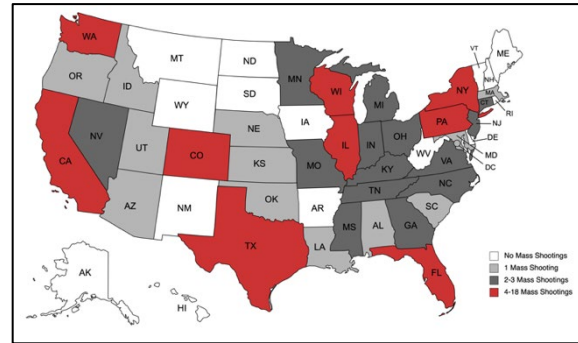 WA
MT
ND
MN
VT
ME
OR
ID
SD
WI
MI
NY
NH
MA
CT
RI
WY
IA
PA
NJ
NV
NE
IL
IN
OH
DE
CA
UT
CO
KS
MO
KY
WV
VA
MD
DC
AZ
NM
OK
AR
TN
NC
SC
TX
LA
MS
AL
GA
FL
AK
HI
No Mass Shootings
1 Mass Shooting
2-3 Mass Shootings
4-18 Mass Shootings